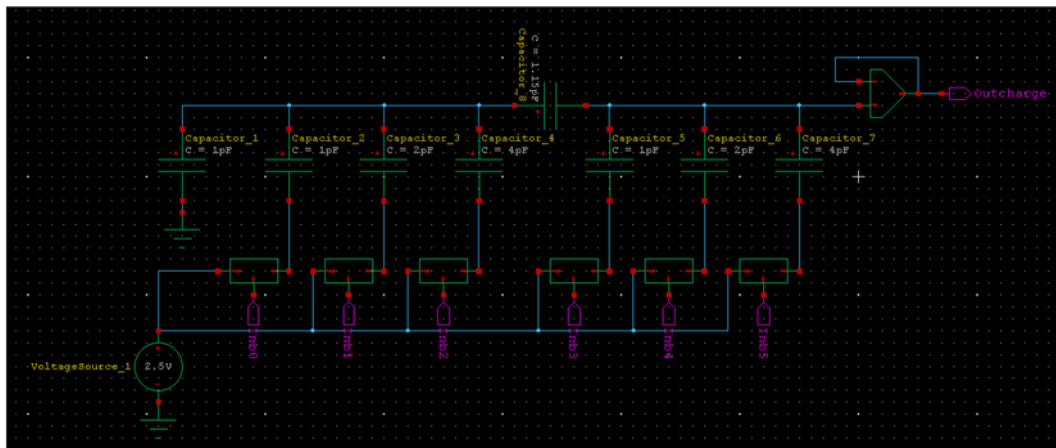 Capacitor_8
C = 1.15pF
Outcharge
Capacitor_1
C = 1pF
Capacitor_2
C = 1pF
Capacitor_3
C = 2pF
Capacitor_4
C = 4pF
Capacitor_5
C = 1pF
Capacitor_6
C = 2pF
Capacitor_7
C = 4pF
Inb0
Inb1
Inb2
Inb3
Inb4
Inb5
VoltageSource_1
2.5V